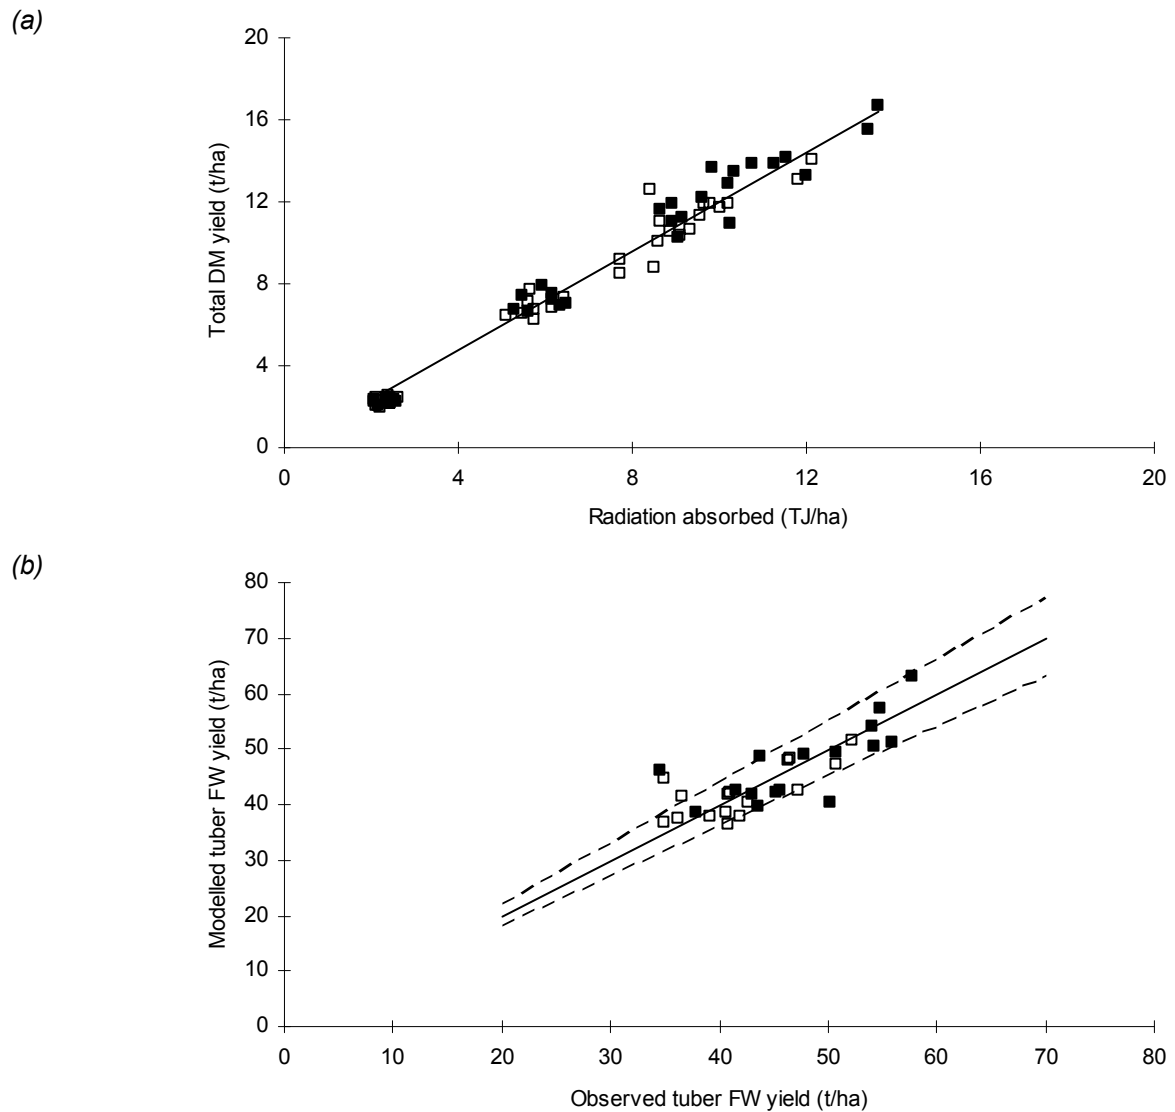 (a)
20
16
12
8
4
0
Total DM yield (t/ha)
0 4 8 12 16 20
Radiation absorbed (TJ/ha)
(b)
80
70
60
50
40
30
20
10
0
Modelled tuber FW yield (t/ha)
0 10 20 30 40 50 60 70 80
Observed tuber FW yield (t/ha)